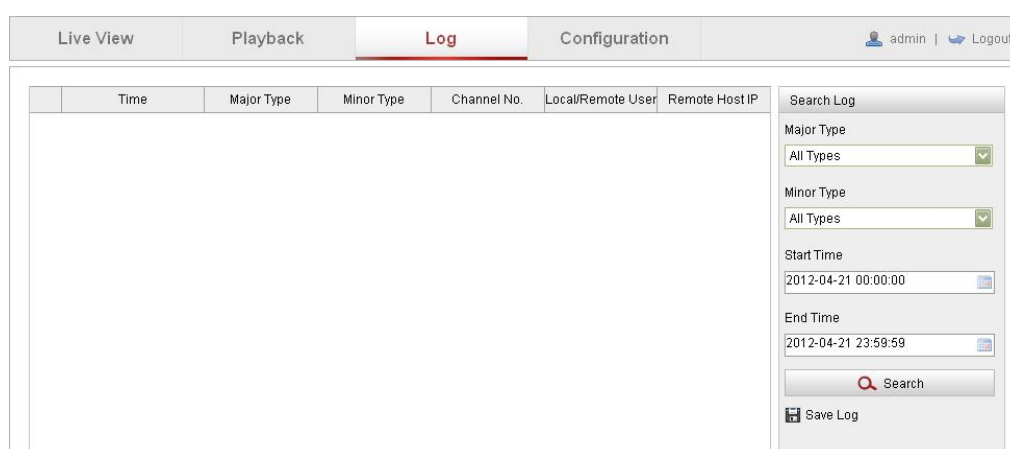 Live View Playback Log Configuration admin | Logout
Time Major Type Minor Type Channel No. Local/Remote User Remote Host IP
Search Log
Major Type
All Types
Minor Type
All Types
Start Time
2012-04-21 00:00:00
End Time
2012-04-21 23:59:59
Search
Save Log